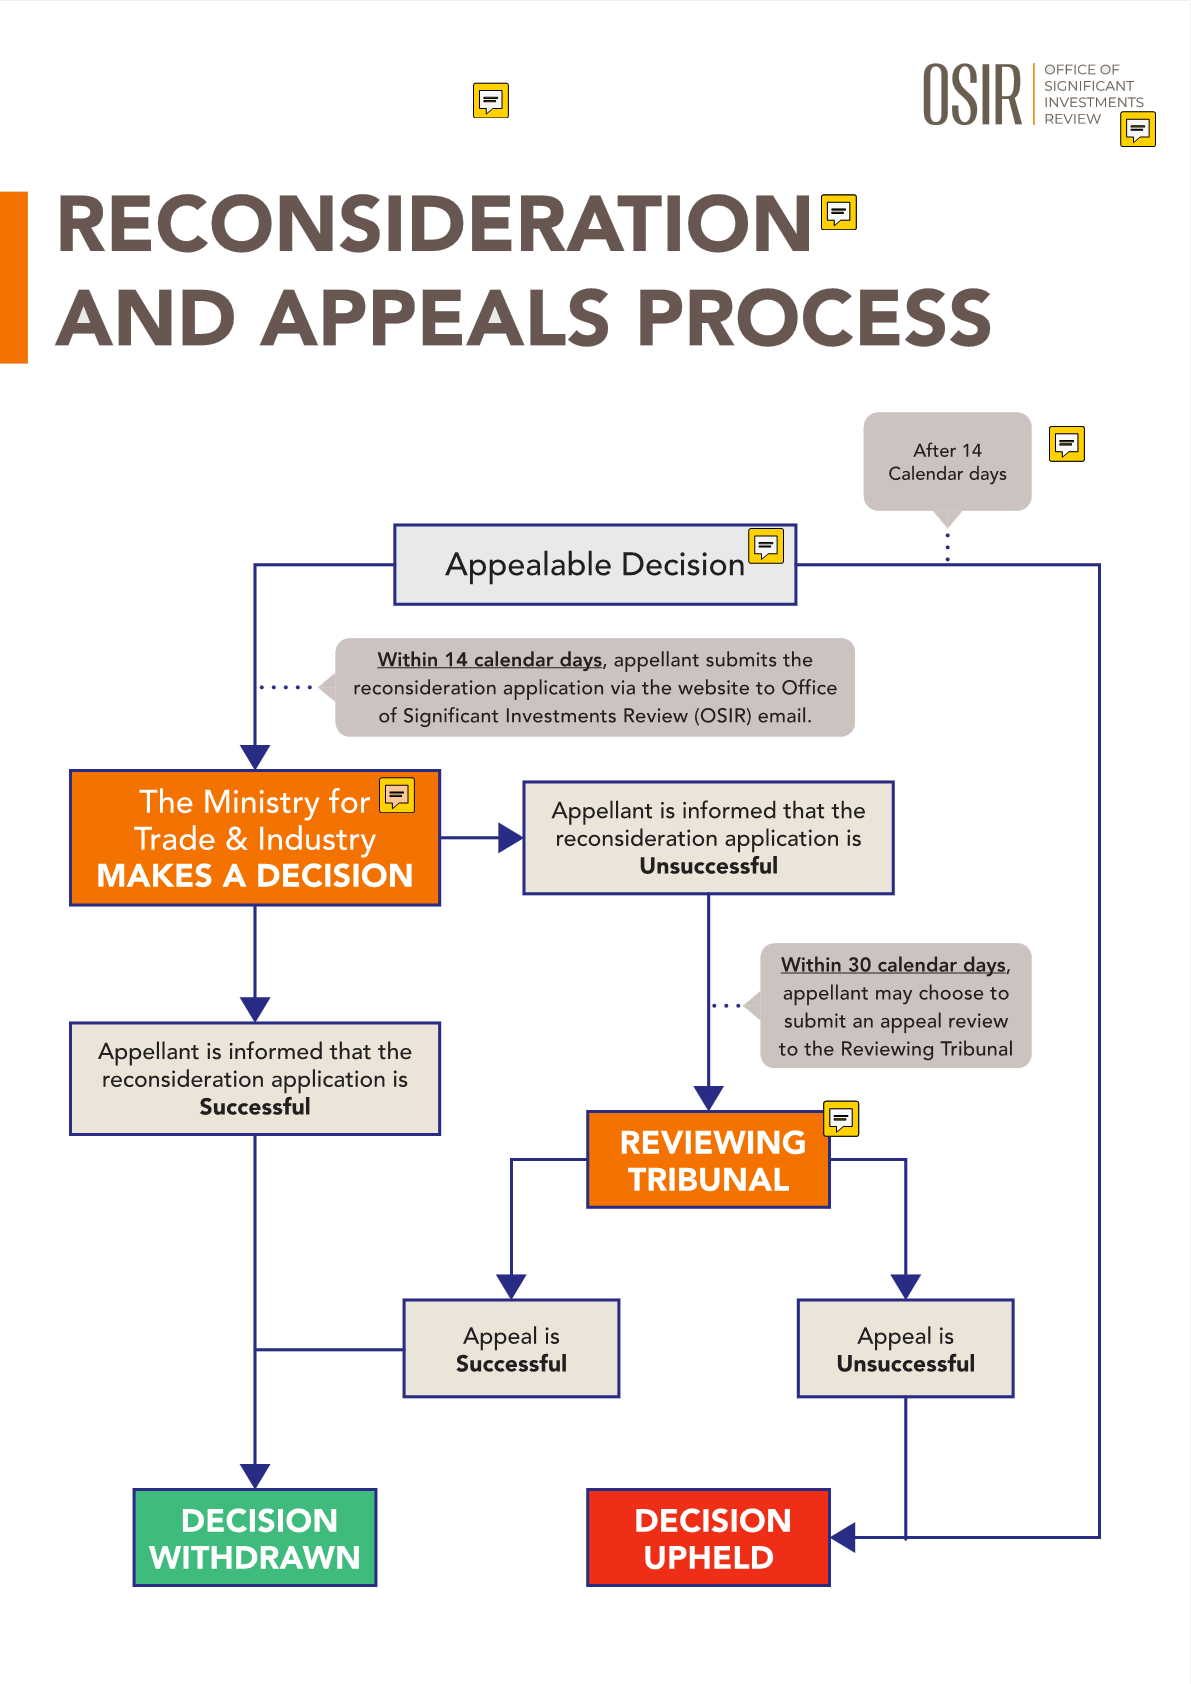 OSIR
OFFICE OF
SIGNIFICANT
INVESTMENTS
REVIEW
RECONSIDERATION
AND APPEALS PROCESS
After 14
Calendar days
Appealable Decision
Within 14 calendar days, appellant submits the
reconsideration application via the website to Office
of Significant Investments Review (OSIR) email.
The Ministry for
Trade & Industry
MAKES A DECISION
Appellant is informed that the
reconsideration application is
Unsuccessful
Within 30 calendar days,
appellant may choose to
submit an appeal review
to the Reviewing Tribunal
Appellant is informed that the
reconsideration application is
Successful
REVIEWING
TRIBUNAL
Appeal is
Successful
Appeal is
Unsuccessful
DECISION
WITHDRAWN
DECISION
UPHELD